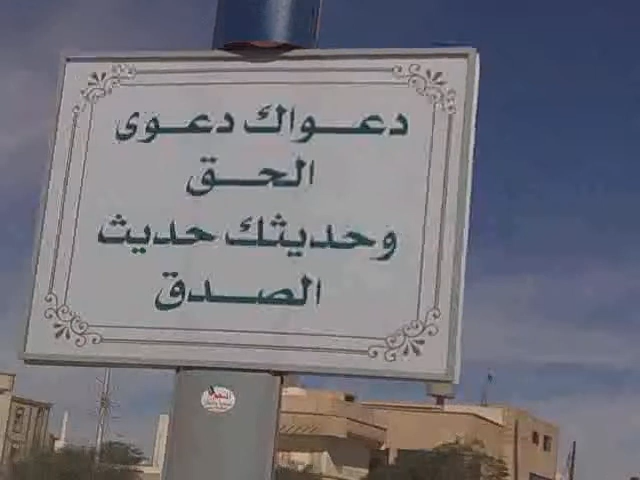 دعواك دعوى
الحق
وحديثك حديث
الصدق